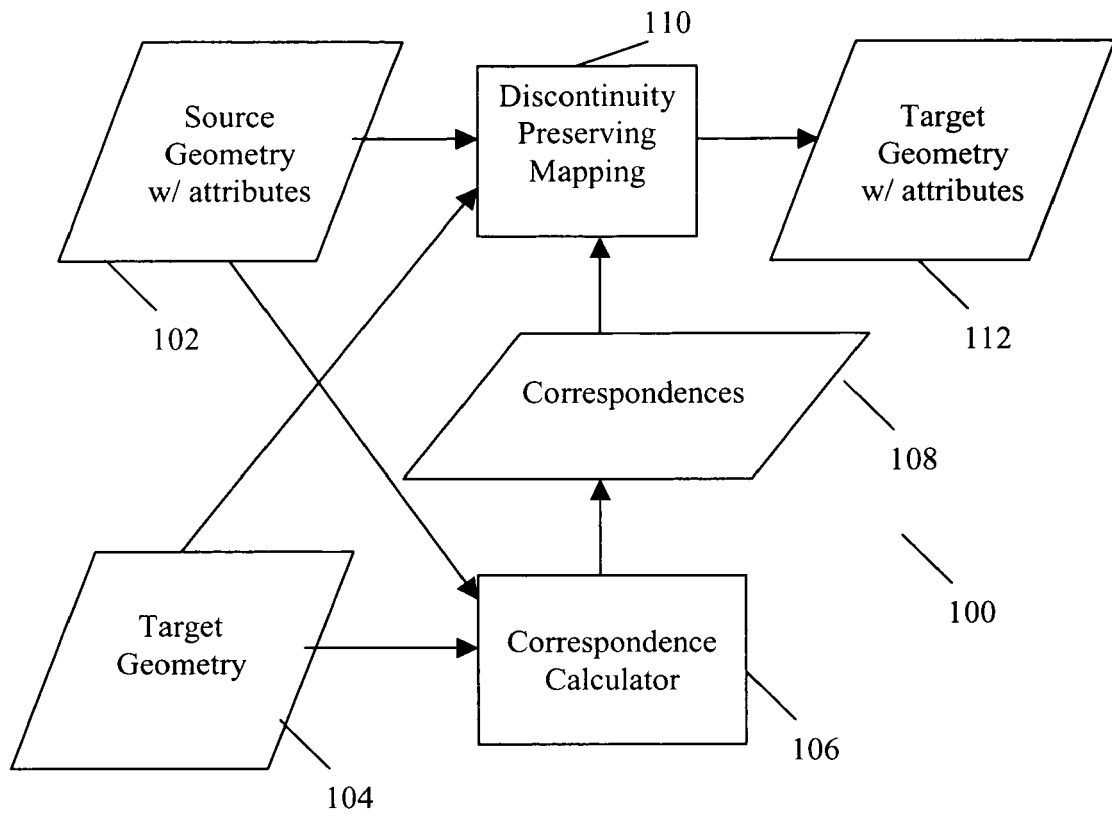 110
Source
Geometry
w/ attributes
Discontinuity
Preserving
Mapping
Target
Geometry
w/ attributes
102
112
Correspondences
108
100
Target
Geometry
Correspondence
Calculator
106
104